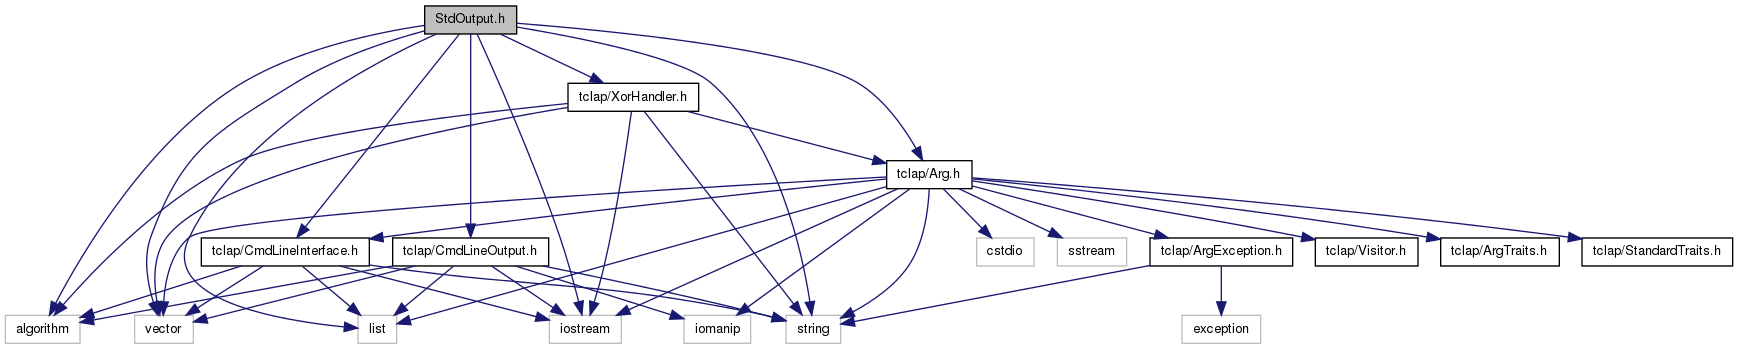 StdOutput.h
tclap/XorHandler.h
tclap/Arg.h
tclap/CmdLineInterface.h
tclap/CmdLineOutput.h
cstdio
sstream
tclap/ArgException.h
tclap/Visitor.h
tclap/ArgTraits.h
tclap/StandardTraits.h
algorithm
vector
list
iostream
iomanip
string
exception